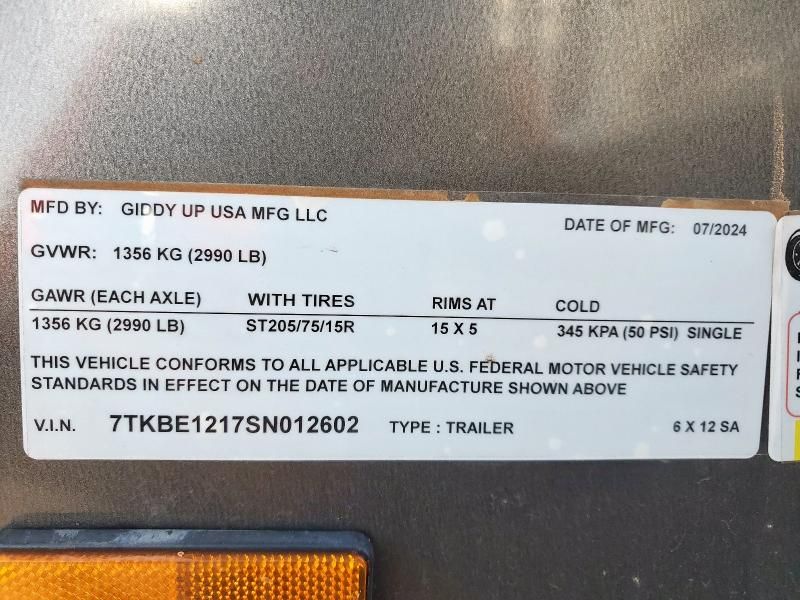 MFD BY: GIDDY UP USA MFG LLC
DATE OF MFG: 07/2024
GVWR: 1356 KG (2990 LB)
GAWR (EACH AXLE) WITH TIRES RIMS AT COLD
1356 KG (2990 LB) ST205/75/15R 15 X 5 345 KPA (50 PSI) SINGLE
THIS VEHICLE CONFORMS TO ALL APPLICABLE U.S. FEDERAL MOTOR VEHICLE SAFETY
STANDARDS IN EFFECT ON THE DATE OF MANUFACTURE SHOWN ABOVE
V.I.N. 7TKBE1217SN012602 TYPE : TRAILER 6 X 12 SA